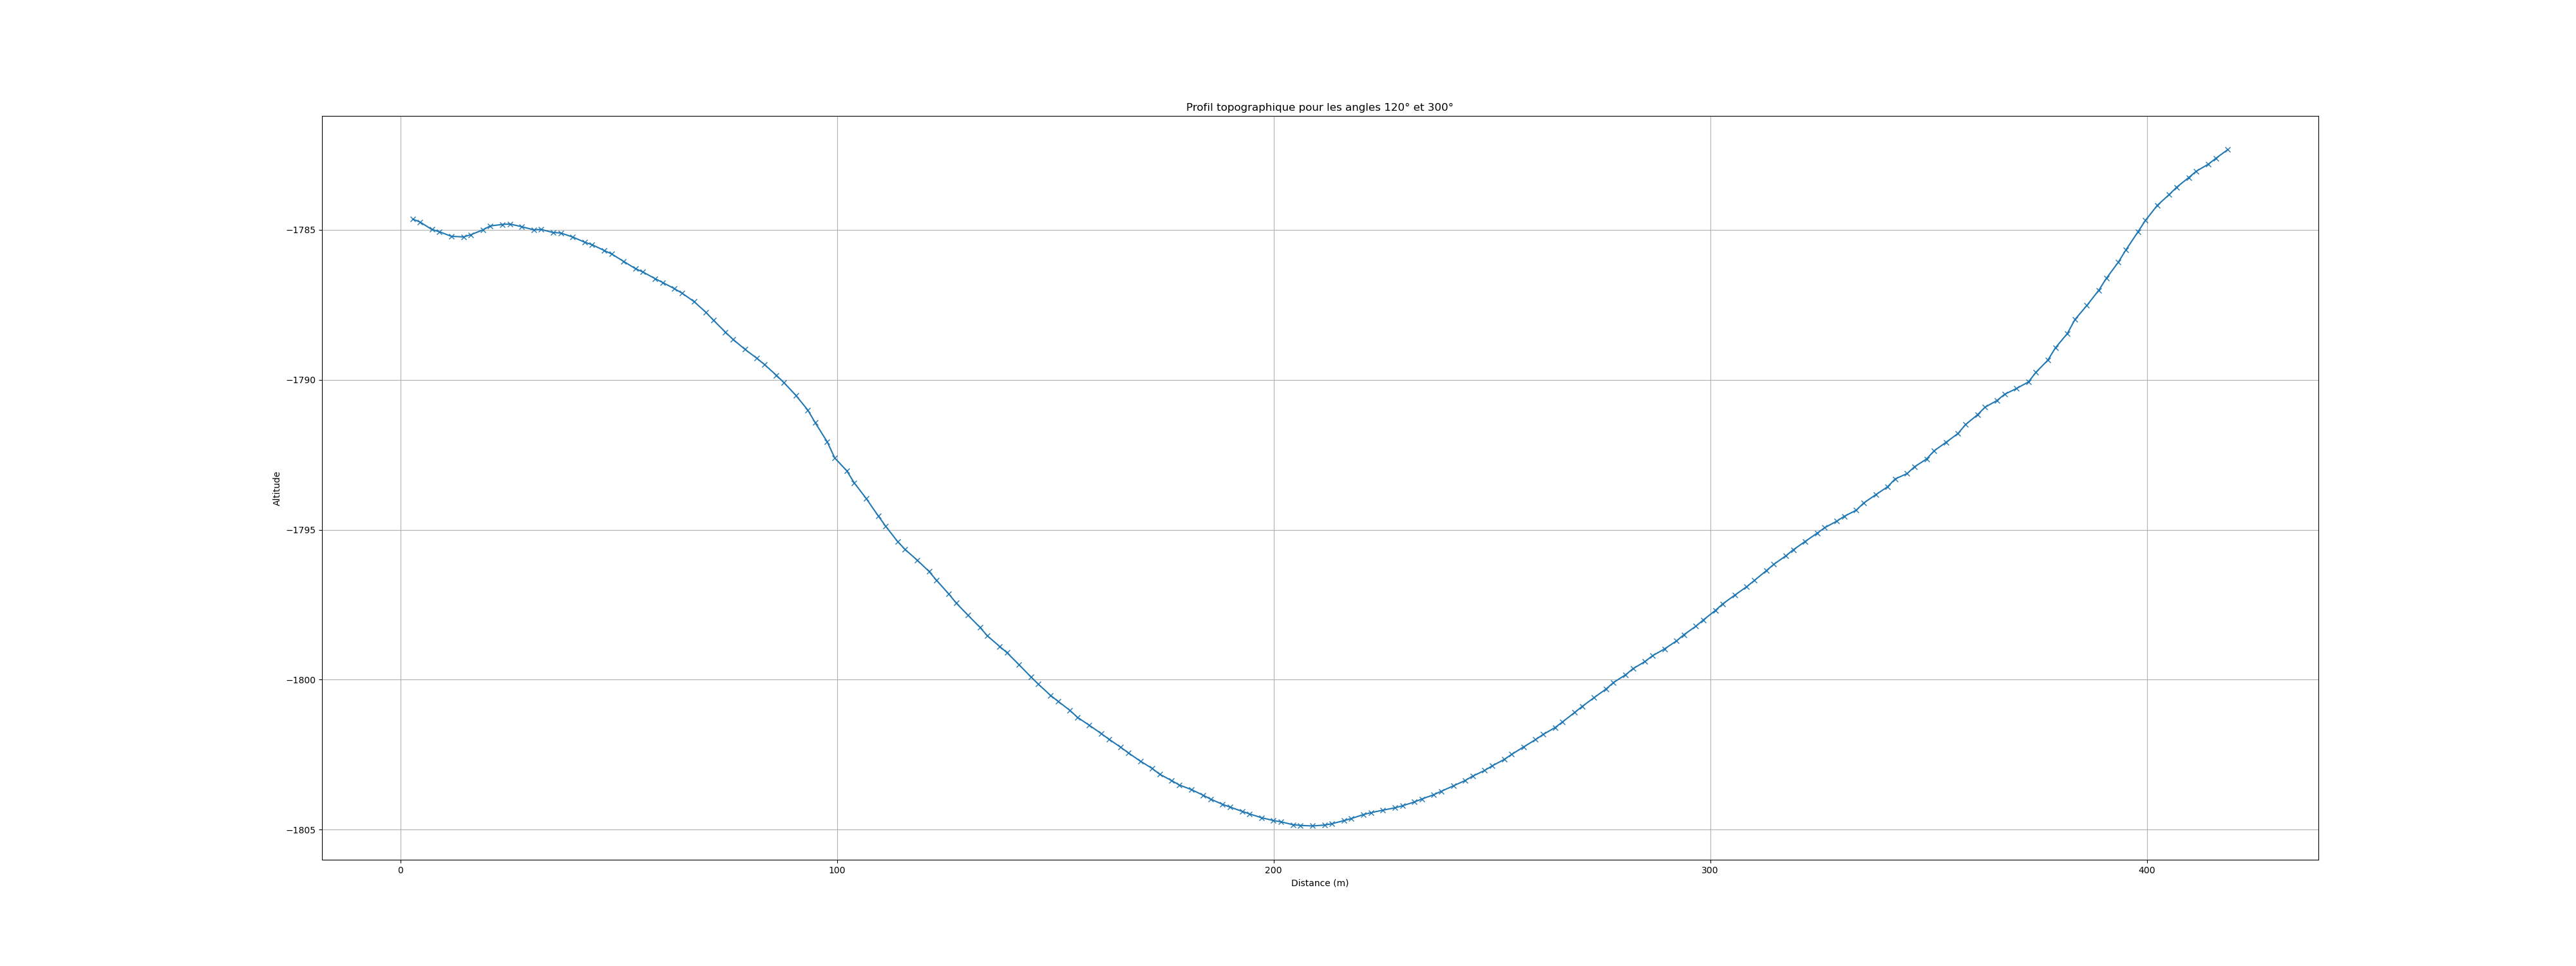 Profil topographique pour les angles 120° et 300°
Altitude
−1785
−1790
−1795
−1800
−1805
0 100 200 300 400
Distance (m)